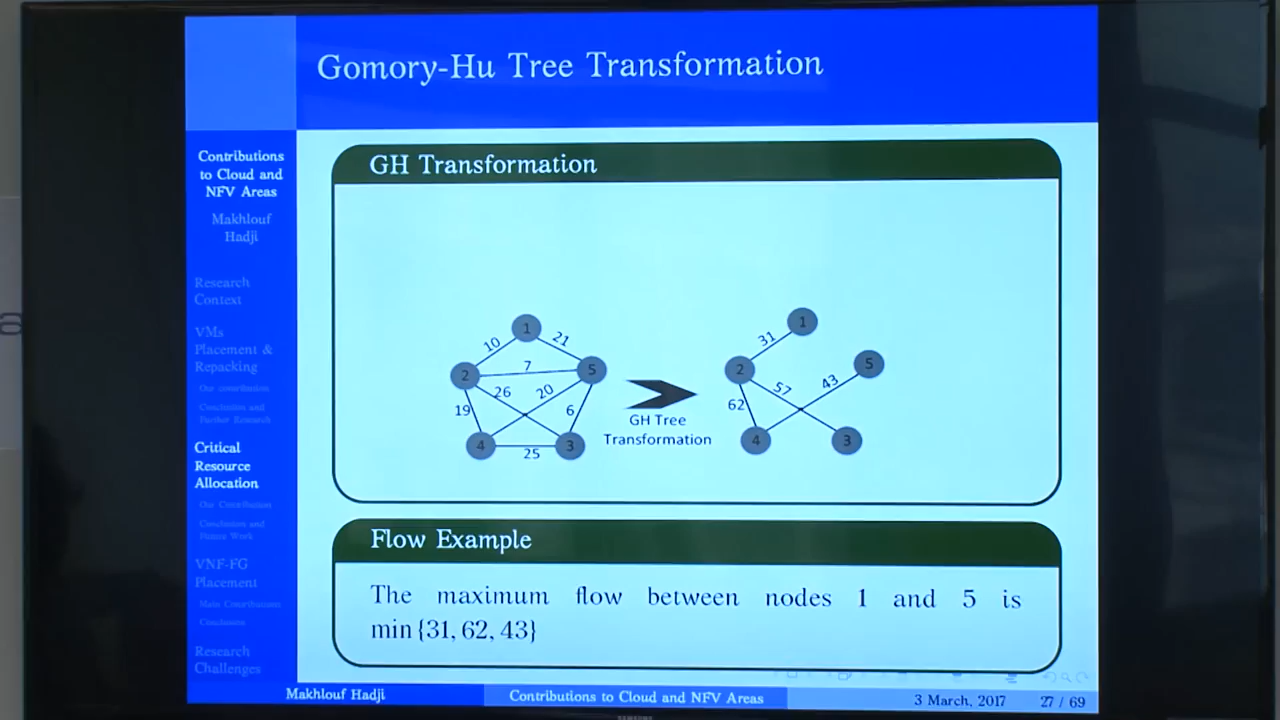 Gomory-Hu Tree Transformation
Contributions
to Cloud and
NFV Areas
Makhlouf
Hadji
Research
Context
VMs
Placement &
Repacking
Our contribution
Conclusion and
Further Research
Critical
Resource
Allocation
Our Contribution
Conclusion and
Future Work
VNF-FG
Placement
Main Contributions
Conclusion
Research
Challenges
GH Transformation
1
10
21
2
7
5
26
20
19
6
4
25
3
GH Tree
Transformation
1
31
2
5
57
43
62
4
3
Flow Example
The maximum flow between nodes 1 and 5 is
min {31, 62, 43}
Makhlouf Hadji
Contributions to Cloud and NFV Areas
3 March, 2017
27 / 69
SAMSUNG
a